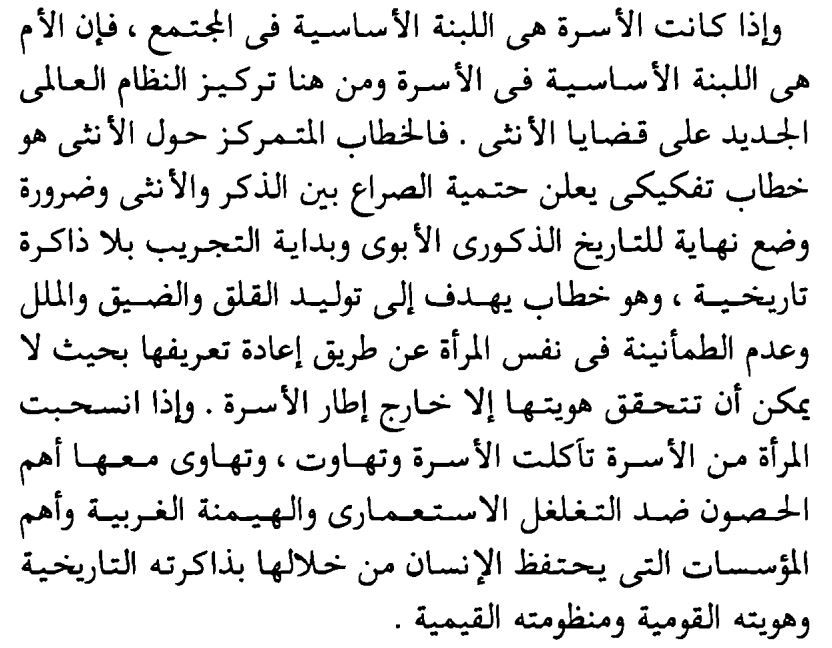 وإذا كانت الأسرة هى اللبنة الأساسية فى المجتمع ، فإن الأم
هى اللبنة الأساسية فى الأسرة ومن هنا تركيز النظام العالمى
الجديد على قضايا الأنثى . فالخطاب المتمركز حول الأنثى هو
خطاب تفكيكى يعلن حتمية الصراع بين الذكر والأنثى وضرورة
وضع نهاية للتاريخ الذكورى الأبوى وبداية التجريب بلا ذاكرة
تاريخية ، وهو خطاب يهدف إلى توليد القلق والضيق والملل
وعدم الطمأنينة فى نفس المرأة عن طريق إعادة تعريفها بحيث لا
يمكن أن تتحقق هويتها إلا خارج إطار الأسرة . وإذا انسحبت
المرأة من الأسرة تآكلت الأسرة وتهاوت ، وتهاوى معها أهم
الحصون ضد التغلغل الاستعمارى والهيمنة الغربية وأهم
المؤسسات التى يحتفظ الإنسان من خلالها بذاكرته التاريخية
وهويته القومية ومنظومته القيمية .